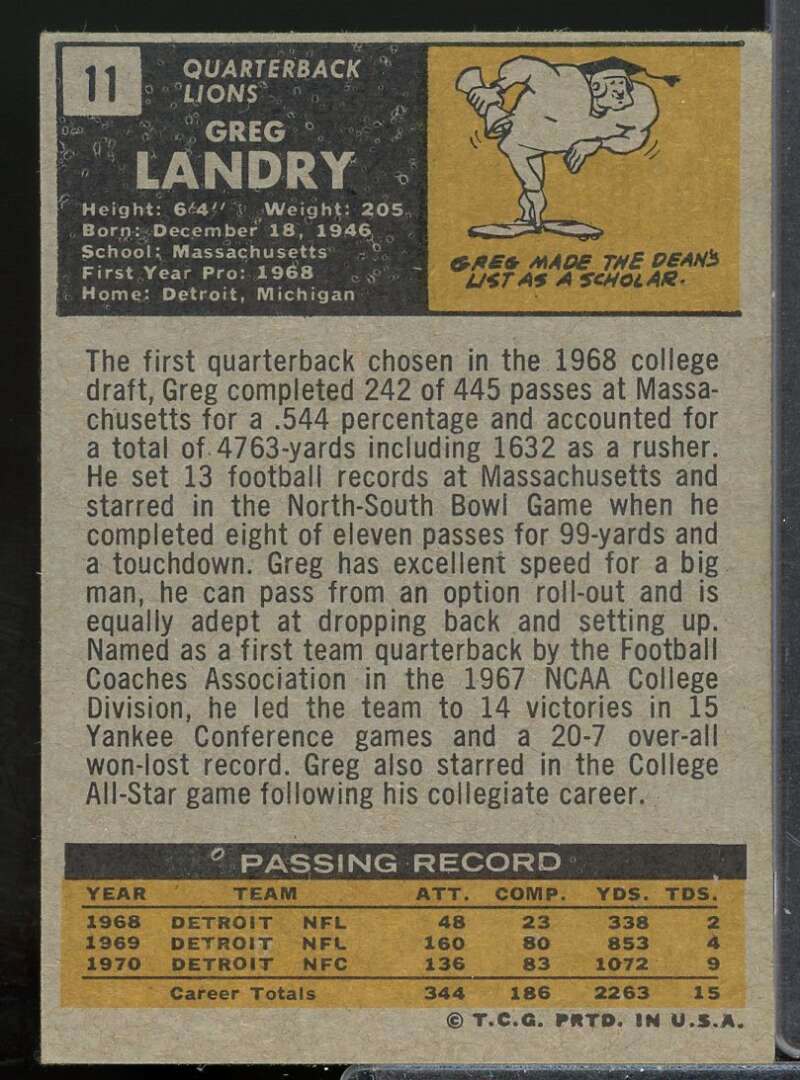 11
QUARTERBACK
LIONS
GREG
LANDRY
Height: 6'4" Weight: 205
Born: December 18, 1946
School: Massachusetts
First Year Pro: 1968
Home: Detroit, Michigan
GREG MADE THE DEAN'S
LIST AS A SCHOLAR.
The first quarterback chosen in the 1968 college
draft, Greg completed 242 of 445 passes at Massa-
chusetts for a .544 percentage and accounted for
a total of 4763-yards including 1632 as a rusher.
He set 13 football records at Massachusetts and
starred in the North-South Bowl Game when he
completed eight of eleven passes for 99-yards and
a touchdown. Greg has excellent speed for a big
man, he can pass from an option roll-out and is
equally adept at dropping back and setting up.
Named as a first team quarterback by the Football
Coaches Association in the 1967 NCAA College
Division, he led the team to 14 victories in 15
Yankee Conference games and a 20-7 over-all
won-lost record. Greg also starred in the College
All-Star game following his collegiate career.
PASSING RECORD
YEAR TEAM ATT. COMP. YDS. TDS.
1968 DETROIT NFL 48 23 338 2
1969 DETROIT NFL 160 80 853 4
1970 DETROIT NFC 136 83 1072 9
Career Totals 344 186 2263 15
© T.C.G. PRTD. IN U.S.A.